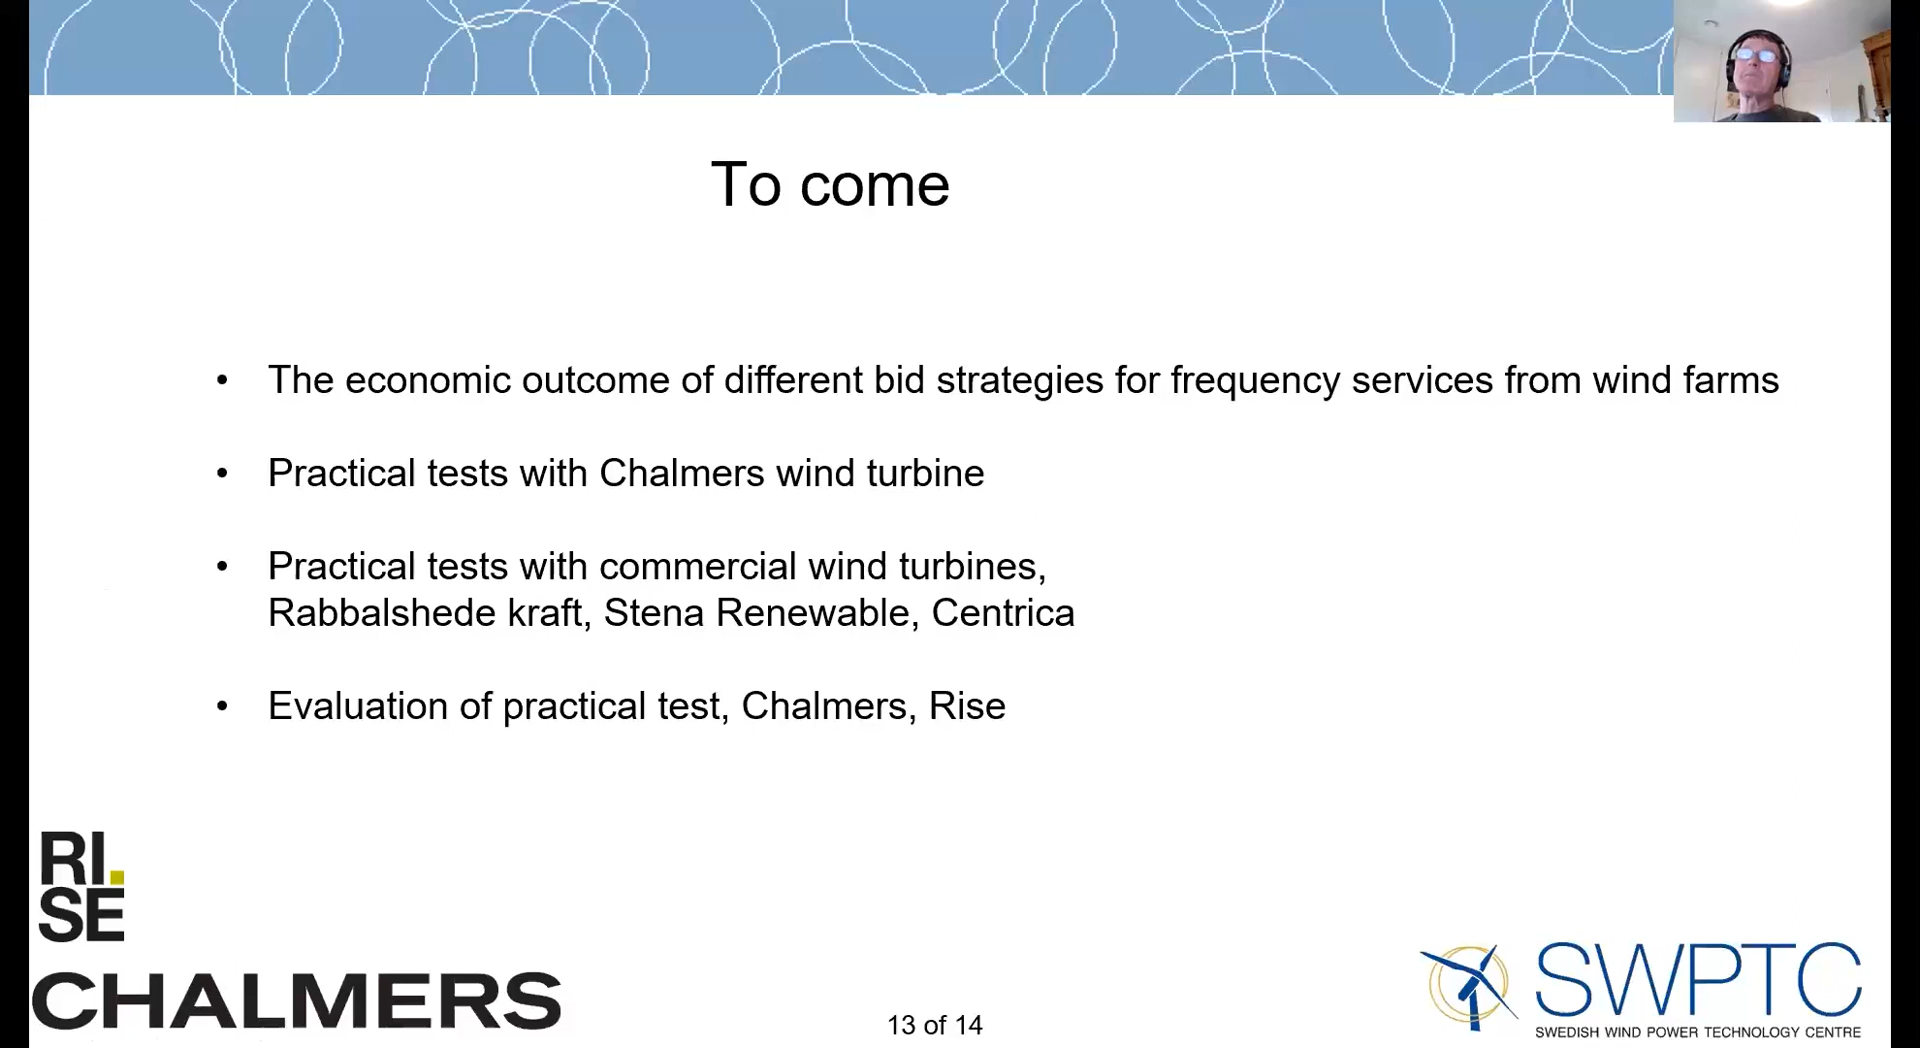 To come
• The economic outcome of different bid strategies for frequency services from wind farms
• Practical tests with Chalmers wind turbine
• Practical tests with commercial wind turbines,
Rabbalshede kraft, Stena Renewable, Centrica
• Evaluation of practical test, Chalmers, Rise
RI.
SE
CHALMERS
13 of 14
SWPTC
SWEDISH WIND POWER TECHNOLOGY CENTRE